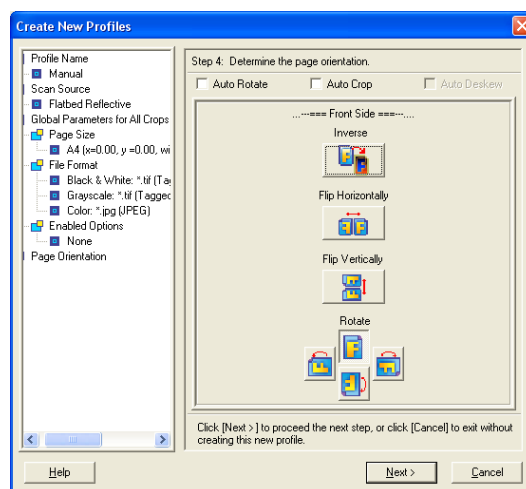 Create New Profiles
Profile Name
Manual
Scan Source
Flatbed Reflective
Global Parameters for All Crops
Page Size
A4 (x=0.00, y =0.00, wi
File Format
Black & White: *.tif (Tag
Grayscale: *.tif (Tagged
Color: *.jpg (JPEG)
Enabled Options
None
Page Orientation
Step 4: Determine the page orientation.
Auto Rotate
Auto Crop
Auto Deskew
...---=== Front Side ===---...
Inverse
Flip Horizontally
Flip Vertically
Rotate
Click [Next > ] to proceed the next step, or click [Cancel] to exit without
creating this new profile.
Help
Next >
Cancel